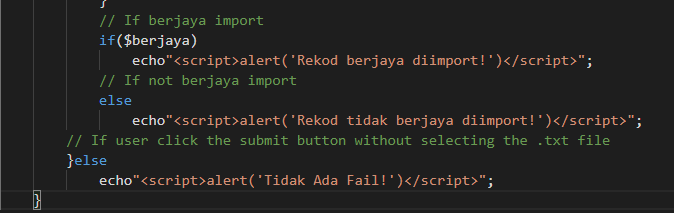 }
// If berjaya import
if($berjaya)
echo"<script>alert('Rekod berjaya diimport!')</script>";
// If not berjaya import
else
echo"<script>alert('Rekod tidak berjaya diimport!')</script>";
// If user click the submit button without selecting the .txt file
}else
echo"<script>alert('Tidak Ada Fail!')</script>";
}